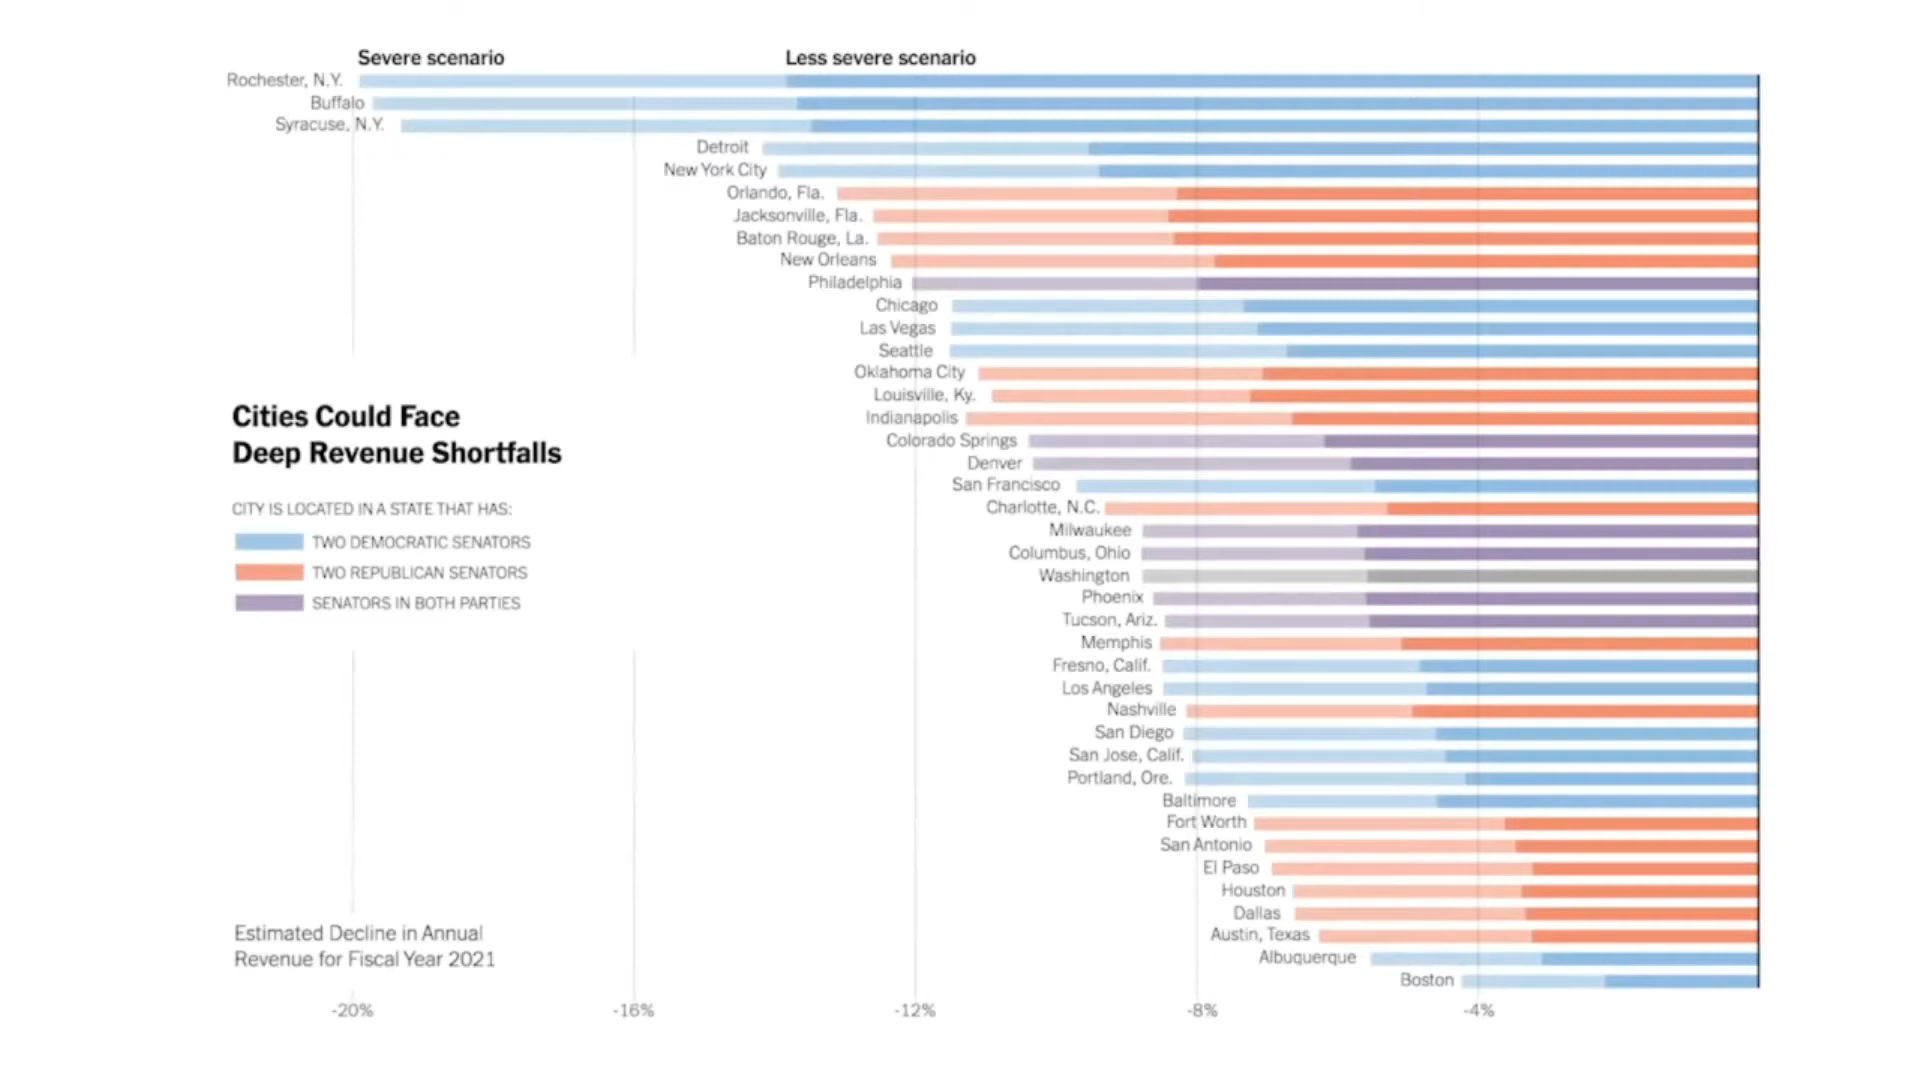 Severe scenario Less severe scenario
Rochester, N.Y.
Buffalo
Syracuse, N.Y.
Detroit
New York City
Orlando, Fla.
Jacksonville, Fla.
Baton Rouge, La.
New Orleans
Philadelphia
Chicago
Las Vegas
Seattle
Oklahoma City
Louisville, Ky.
Indianapolis
Colorado Springs
Denver
San Francisco
Charlotte, N.C.
Milwaukee
Columbus, Ohio
Washington
Phoenix
Tucson, Ariz.
Memphis
Fresno, Calif.
Los Angeles
Nashville
San Diego
San Jose, Calif.
Portland, Ore.
Baltimore
Fort Worth
San Antonio
El Paso
Houston
Dallas
Austin, Texas
Albuquerque
Boston
Cities Could Face
Deep Revenue Shortfalls
CITY IS LOCATED IN A STATE THAT HAS:
TWO DEMOCRATIC SENATORS
TWO REPUBLICAN SENATORS
SENATORS IN BOTH PARTIES
Estimated Decline in Annual
Revenue for Fiscal Year 2021
-20% -16% -12% -8% -4%